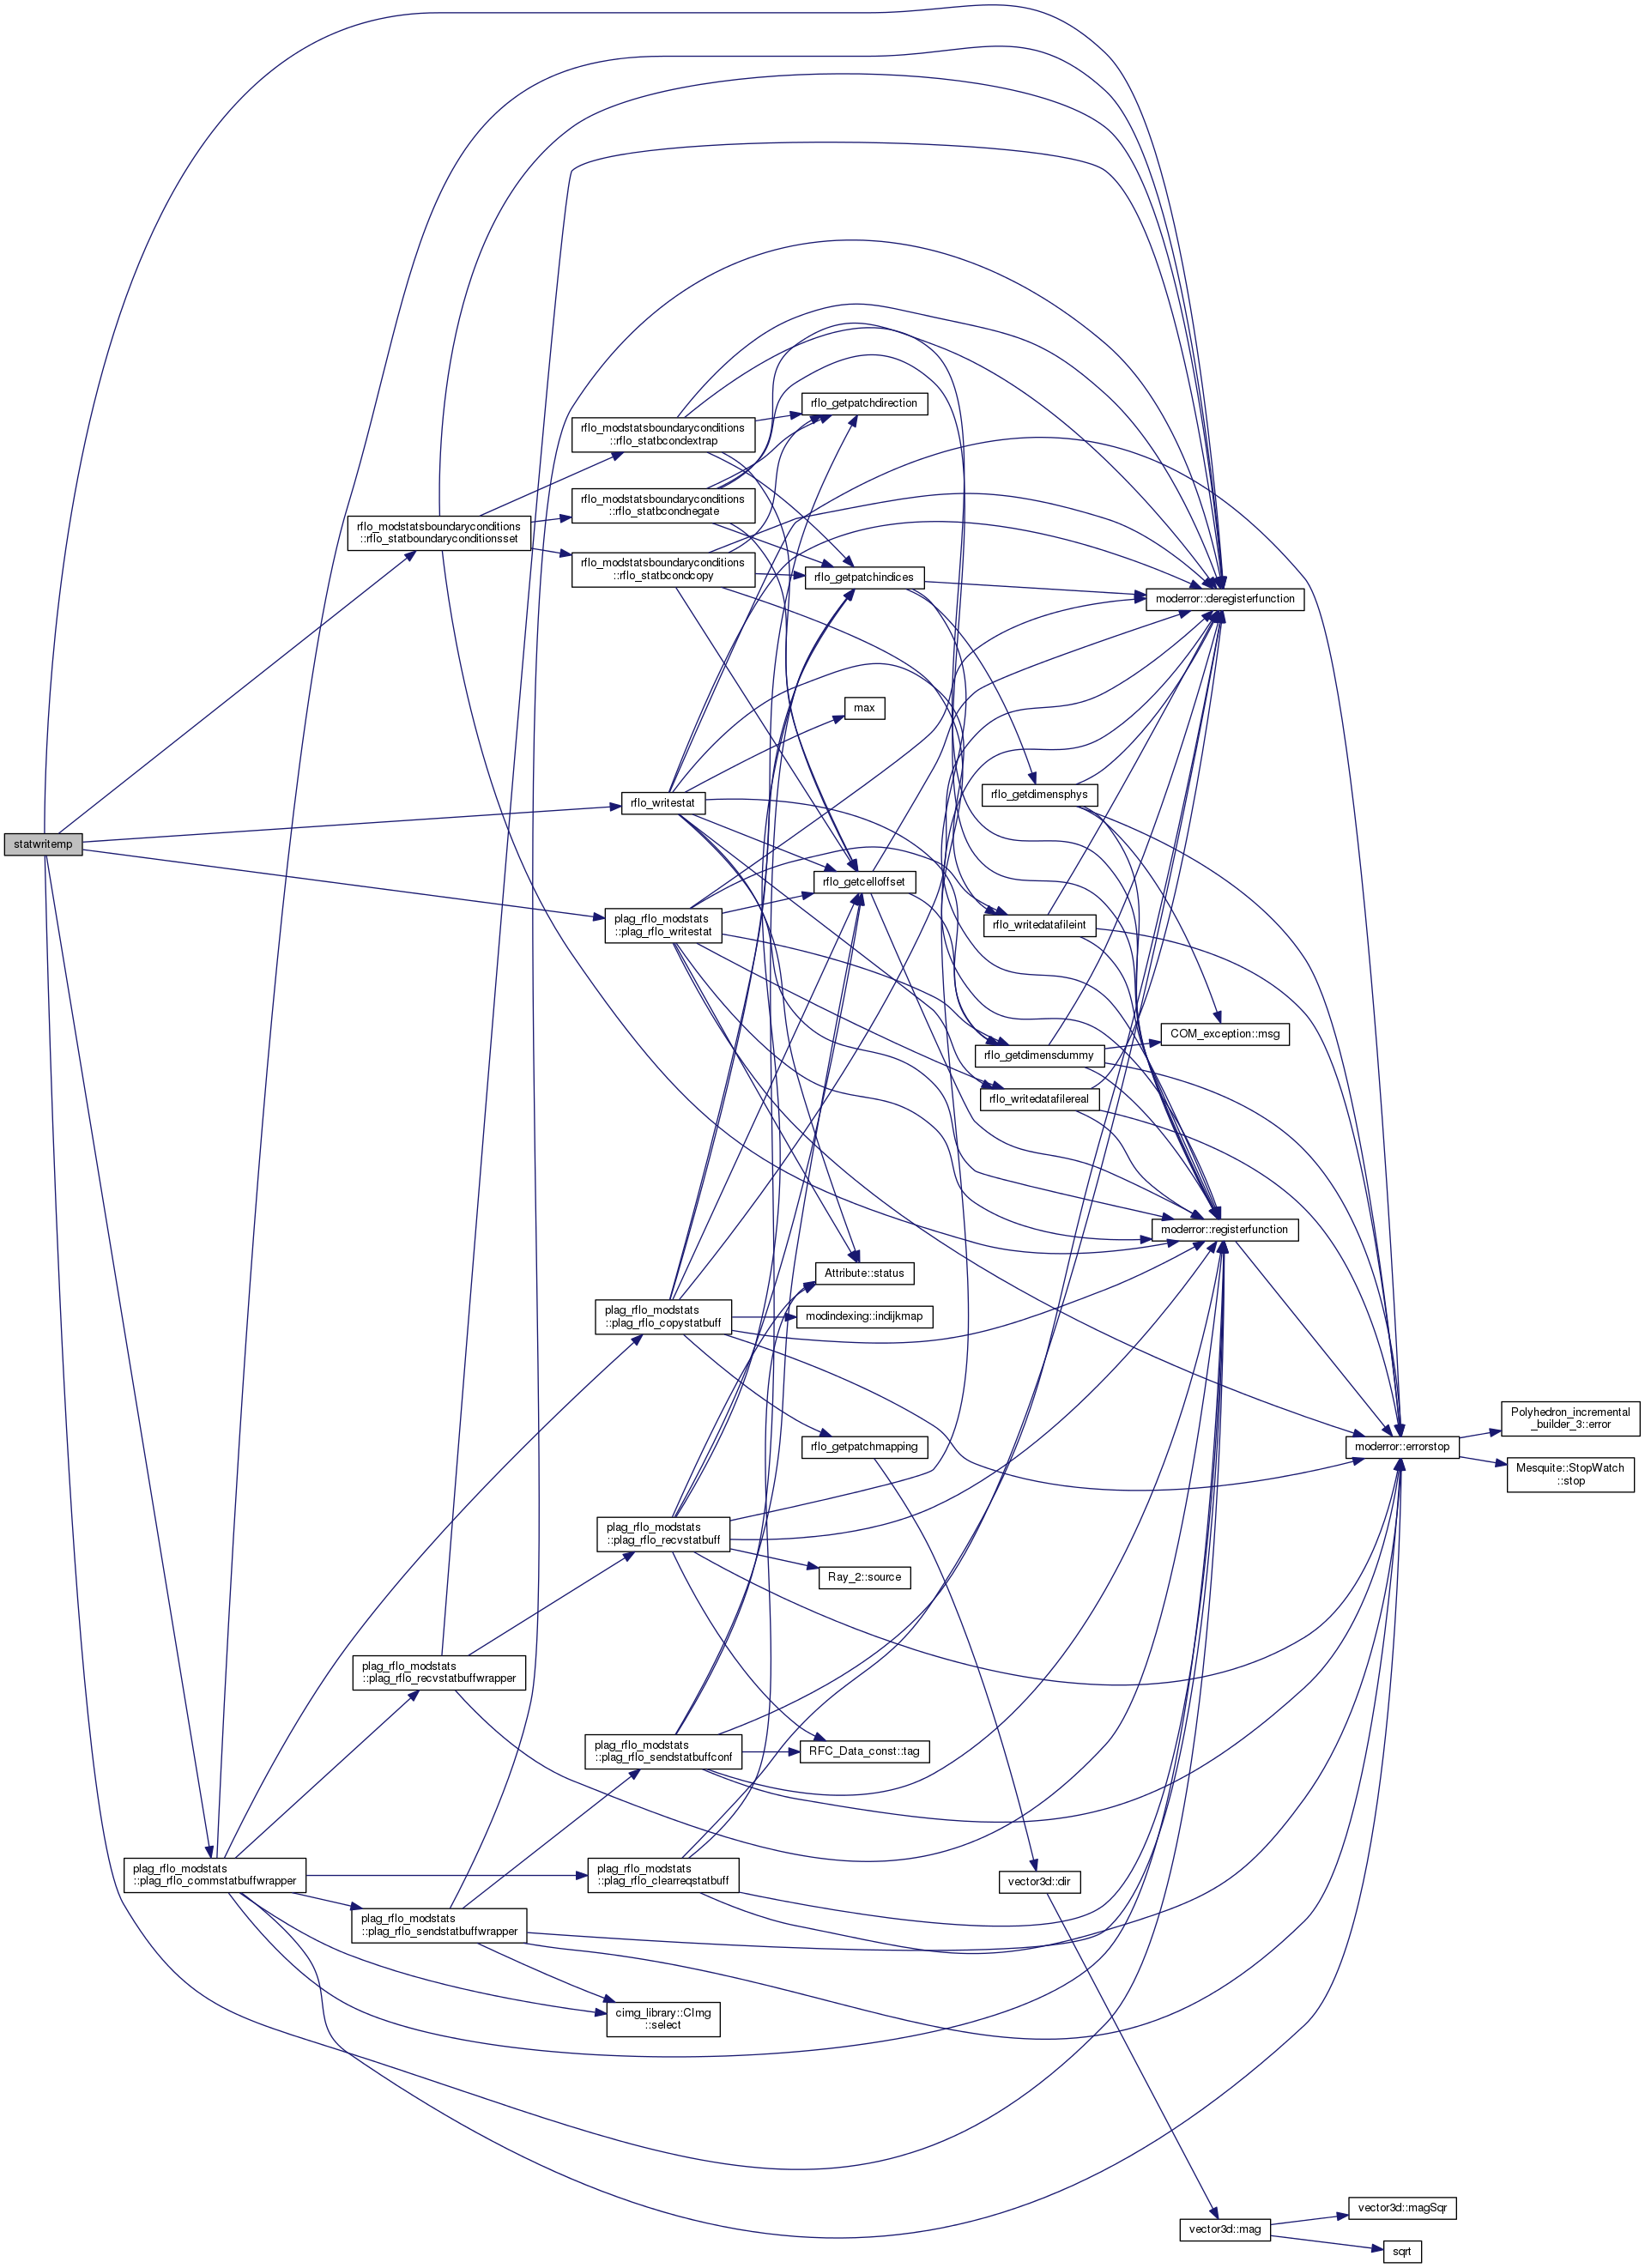 rflo_getpatchdirection
rflo_modstatsboundaryconditions
::rflo_statbcondextrap
rflo_modstatsboundaryconditions
::rflo_statbcondnegate
rflo_modstatsboundaryconditions
::rflo_statboundaryconditionsset
rflo_modstatsboundaryconditions
::rflo_statbcondcopy
rflo_getpatchindices
moderror::deregisterfunction
max
rflo_getdimensphys
rflo_writestat
statwritemp
rflo_getcelloffset
plag_rflo_modstats
::plag_rflo_writestat
rflo_writedatafileint
COM_exception::msg
rflo_getdimensdummy
rflo_writedatafilereal
moderror::registerfunction
Attribute::status
plag_rflo_modstats
::plag_rflo_copystatbuff
modindexing::indijkmap
Polyhedron_incremental
_builder_3::error
rflo_getpatchmapping
moderror::errorstop
Mesquite::StopWatch
::stop
plag_rflo_modstats
::plag_rflo_recvstatbuff
Ray_2::source
plag_rflo_modstats
::plag_rflo_recvstatbuffwrapper
plag_rflo_modstats
::plag_rflo_sendstatbuffconf
RFC_Data_const::tag
plag_rflo_modstats
::plag_rflo_commstatbuffwrapper
plag_rflo_modstats
::plag_rflo_clearreqstatbuff
vector3d::dir
plag_rflo_modstats
::plag_rflo_sendstatbuffwrapper
cimg_library::CImg
::select
vector3d::magSqr
vector3d::mag
sqrt